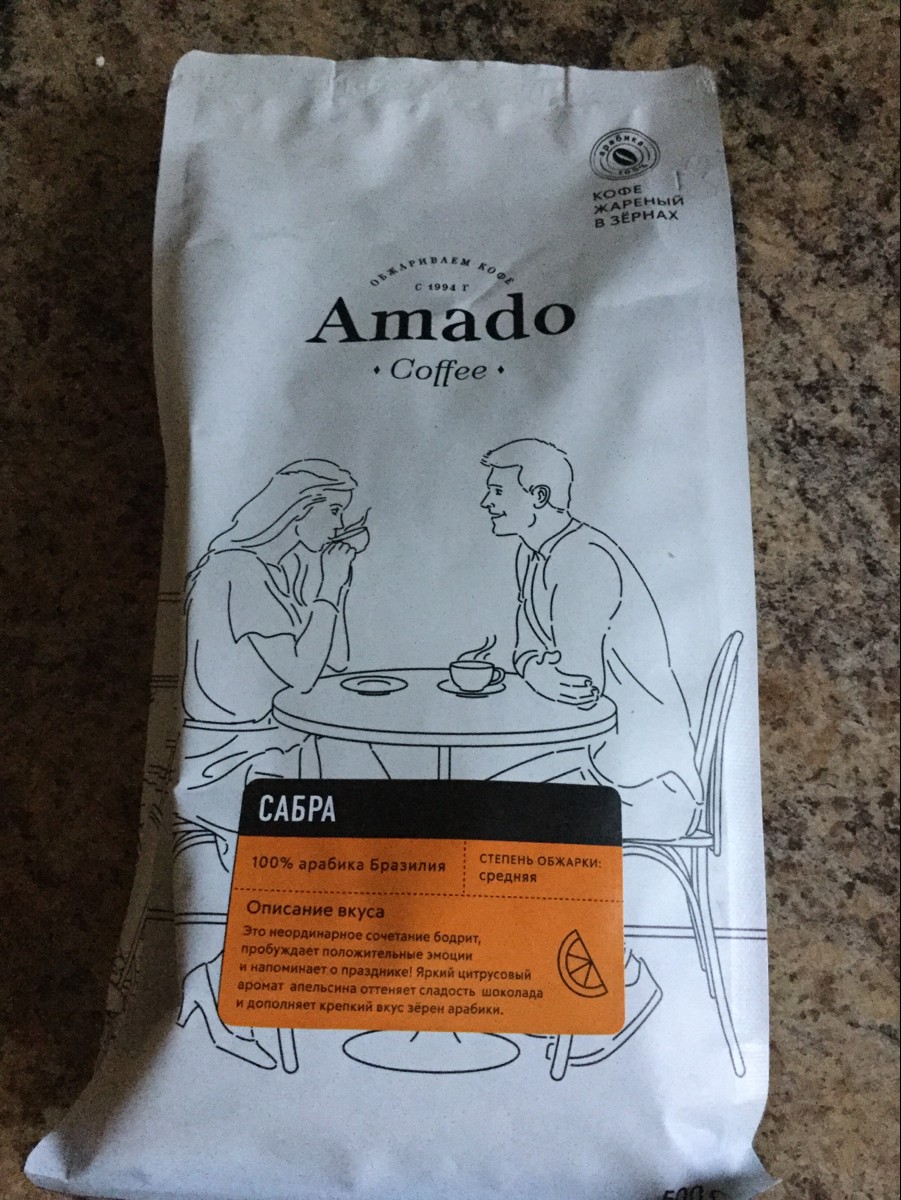 арабика
100%
КОФЕ
ЖАРЕНЫЙ
В ЗЁРНАХ
ОБЖАРИВАЕМ КОФЕ
С 1994 Г
Amado
Coffee
САБРА
100% арабика Бразилия
СТЕПЕНЬ ОБЖАРКИ:
средняя
Описание вкуса
Это неординарное сочетание бодрит,
пробуждает положительные эмоции
и напоминает о празднике! Яркий цитрусовый
аромат апельсина оттеняет сладость шоколада
и дополняет крепкий вкус зёрен арабики.